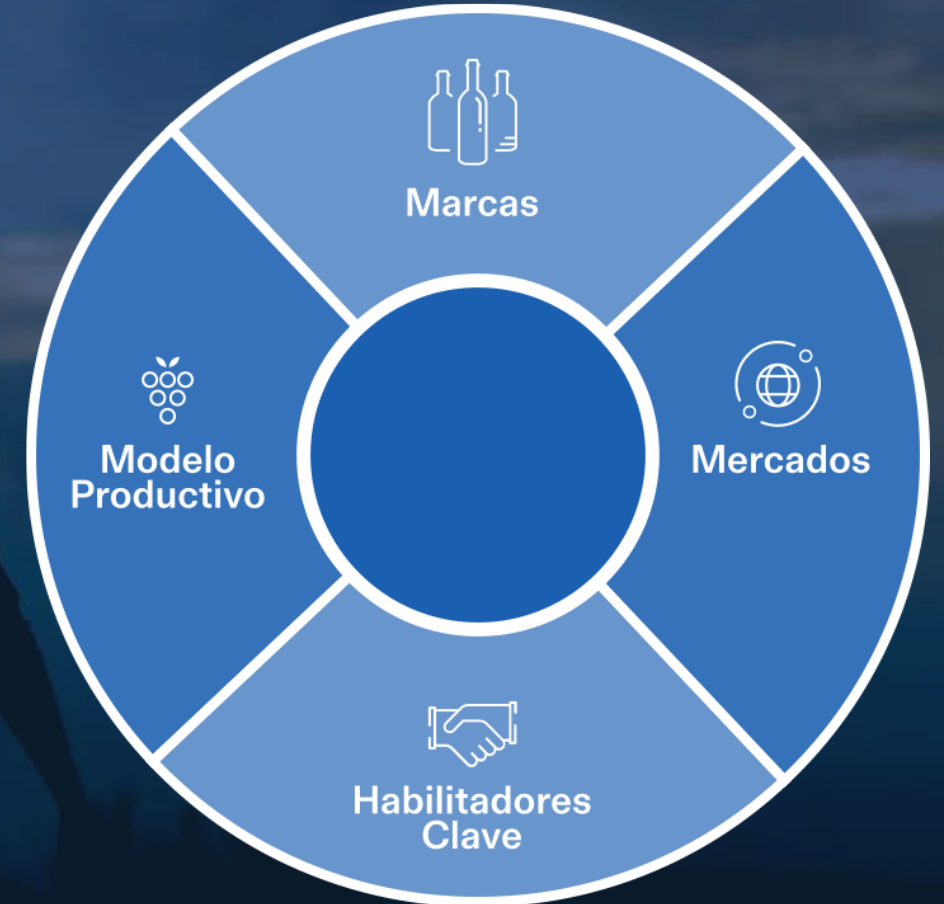 Marcas
Modelo
Productivo
Mercados
Habilitadores
Clave